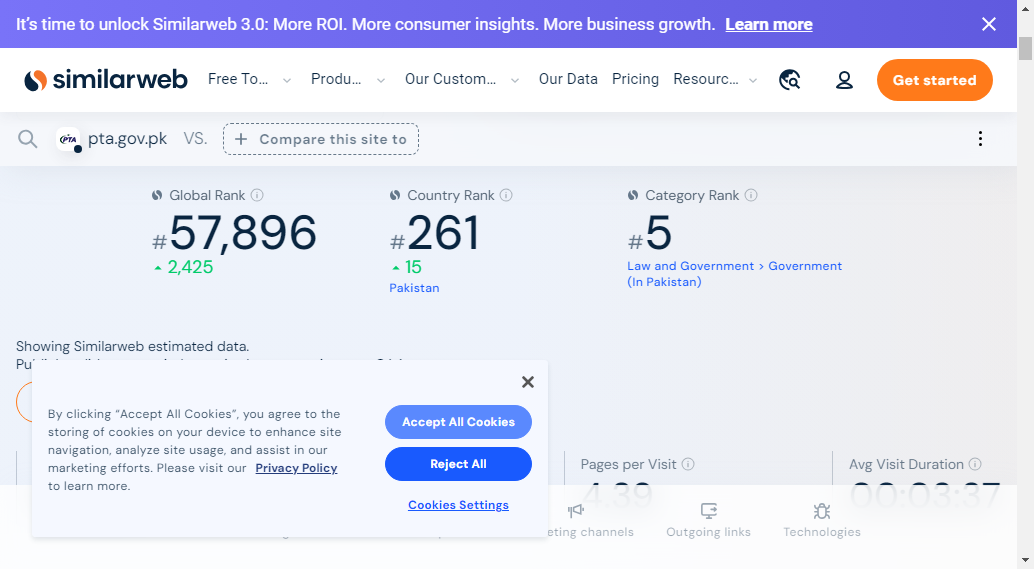 It's time to unlock Similarweb 3.0: More ROI. More consumer insights. More business growth. Learn more
similarweb Free To... Produ... Our Custom... Our Data Pricing Resourc... Get started
PTA pta.gov.pk VS. + Compare this site to
Global Rank Country Rank Category Rank
#57,896 #261 #5
2,425 15 Law and Government > Government
Pakistan (In Pakistan)
Showing Similarweb estimated data.
By clicking “Accept All Cookies”, you agree to the
storing of cookies on your device to enhance site
navigation, analyze site usage, and assist in our
marketing efforts. Please visit our Privacy Policy
to learn more.
Accept All Cookies
Reject All
Cookies Settings
Pages per Visit Avg Visit Duration
4.39 00:03:37
eting channels Outgoing links Technologies